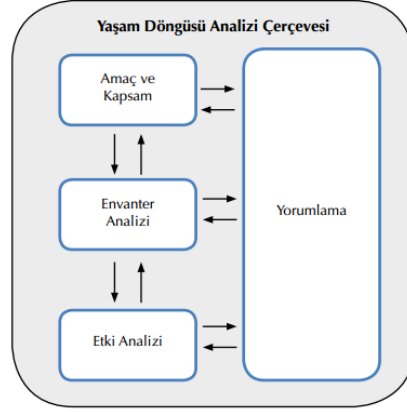 Yaşam Döngüsü Analizi Çerçevesi
Amaç ve
Kapsam
Envanter
Analizi
Yorumlama
Etki Analizi